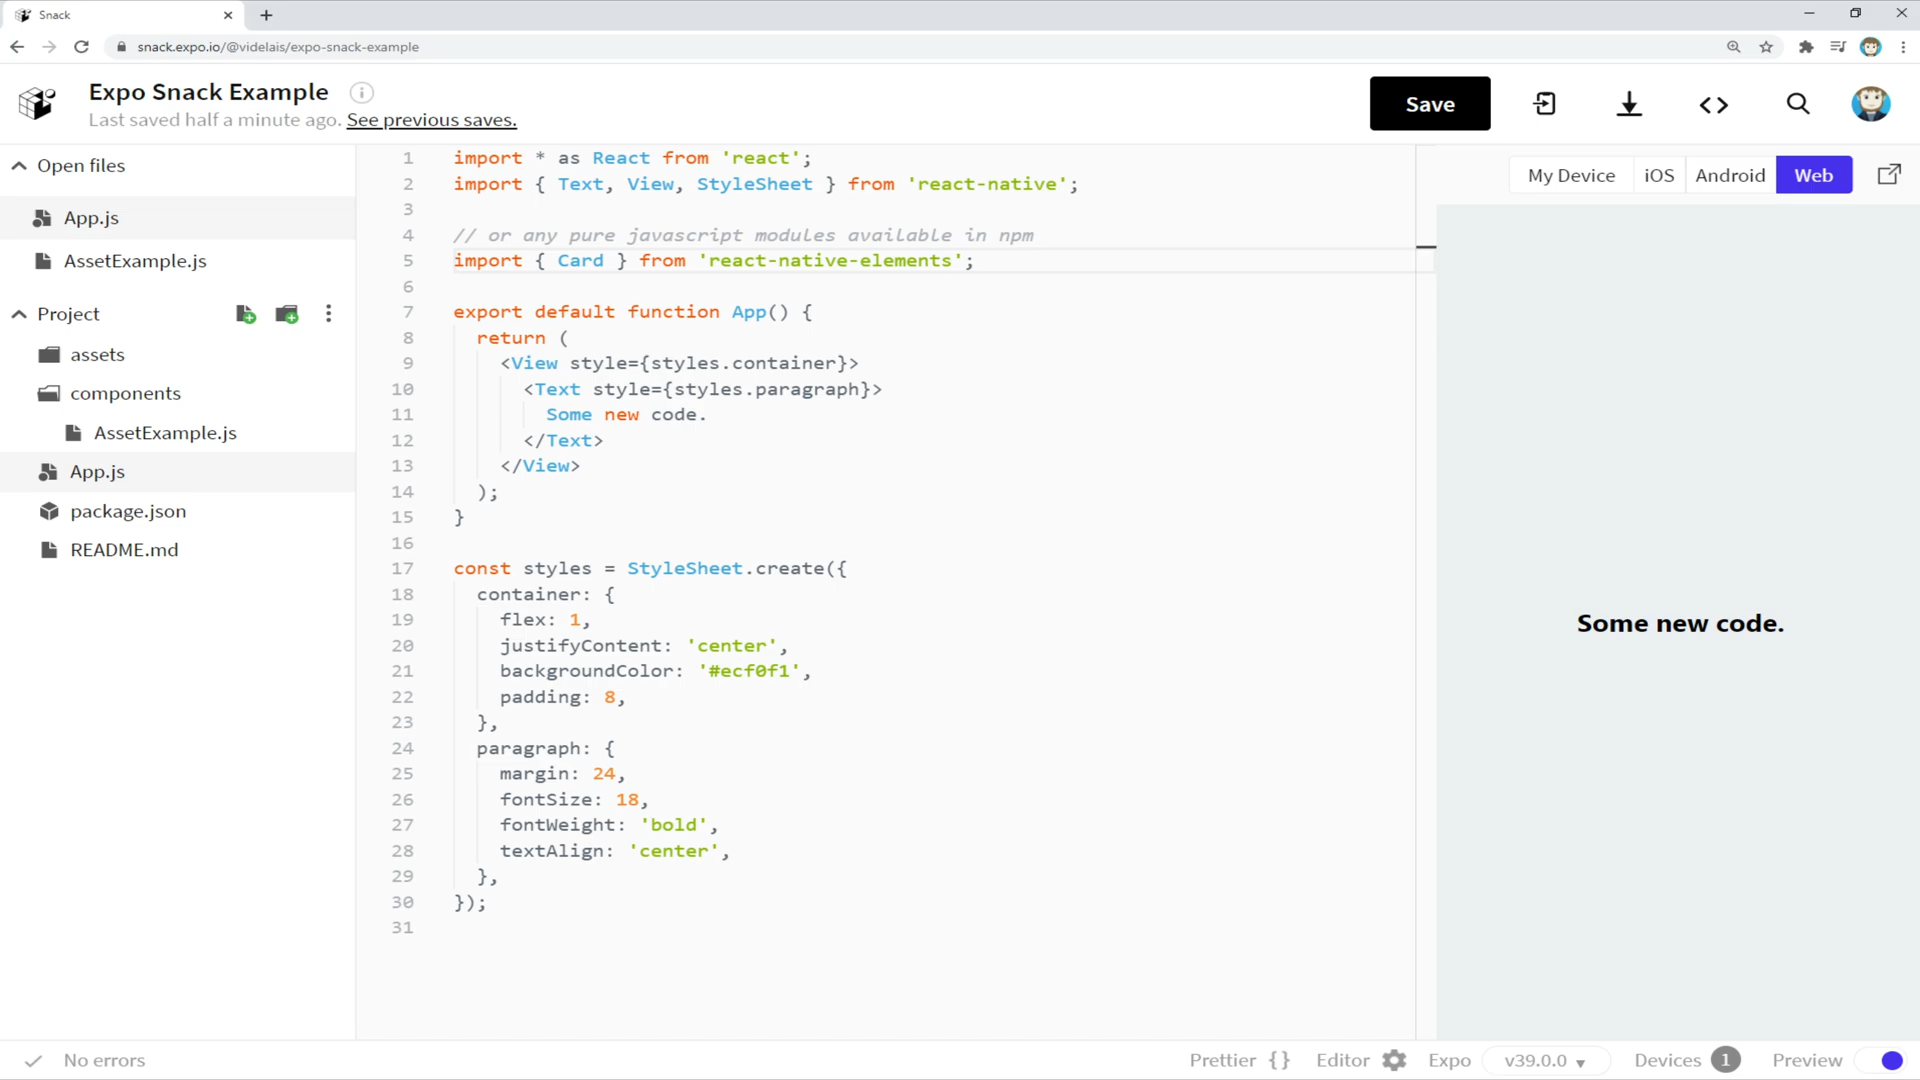 Snack
snack.expo.io/@videlais/expo-snack-example
Expo Snack Example
Last saved half a minute ago. See previous saves.
Save
Open files
App.js
AssetExample.js
Project
assets
components
AssetExample.js
App.js
package.json
README.md
1 import * as React from 'react';
2 import { Text, View, StyleSheet } from 'react-native';
3
4 // or any pure javascript modules available in npm
5 import { Card } from 'react-native-elements';
6
7 export default function App() {
8 return (
9 <View style={styles.container}>
10 <Text style={styles.paragraph}>
11 Some new code.
12 </Text>
13 </View>
14 );
15 }
16
17 const styles = StyleSheet.create({
18 container: {
19 flex: 1,
20 justifyContent: 'center',
21 backgroundColor: '#ecf0f1',
22 padding: 8,
23 },
24 paragraph: {
25 margin: 24,
26 fontSize: 18,
27 fontWeight: 'bold',
28 textAlign: 'center',
29 },
30 });
31
My Device iOS Android Web
Some new code.
No errors
Prettier {} Editor Expo v39.0.0 Devices 1 Preview